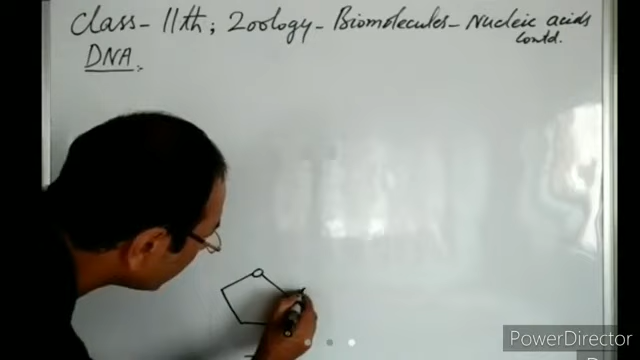 Class - 11th; Zoology - Biomolecules - Nucleic acids
Contd.
DNA:
PowerDirector